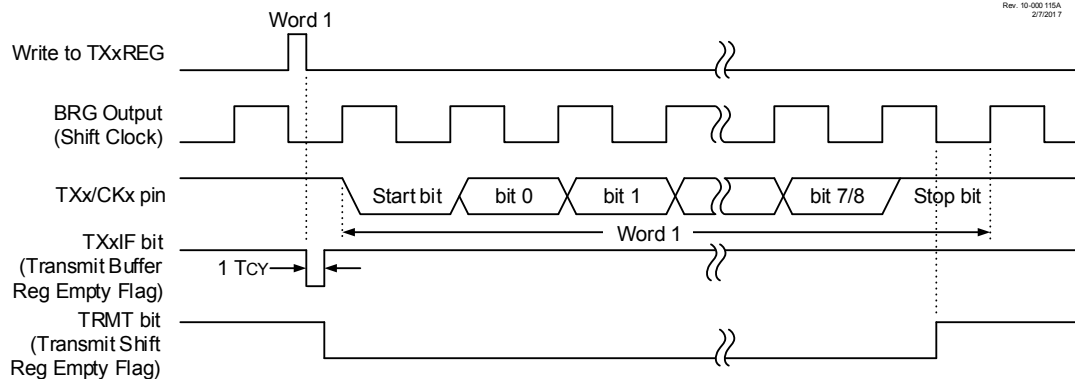 Rev. 10-000 115A
2/7/201 7
Word 1
Write to TXxREG
BRG Output
(Shift Clock)
TXx/CKx pin
Start bit
bit 0
bit 1
bit 7/8
Stop bit
Word 1
TXxIF bit
(Transmit Buffer
Reg Empty Flag)
1 TCY
TRMT bit
(Transmit Shift
Reg Empty Flag)